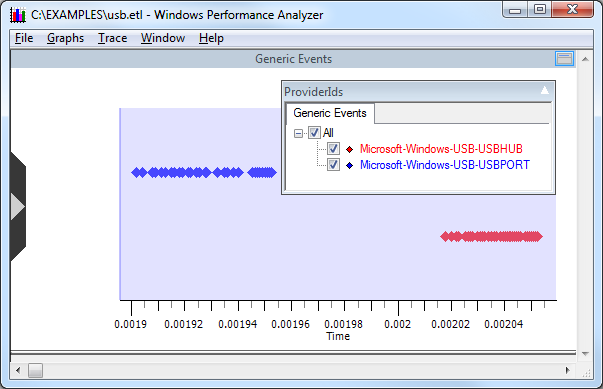 C:\EXAMPLES\usb.etl - Windows Performance Analyzer
File Graphs Trace Window Help
Generic Events
ProviderIds
Generic Events
All
Microsoft-Windows-USB-USBHUB
Microsoft-Windows-USB-USBPORT
0.0019 0.00192 0.00194 0.00196 0.00198 0.002 0.00202 0.00204
Time